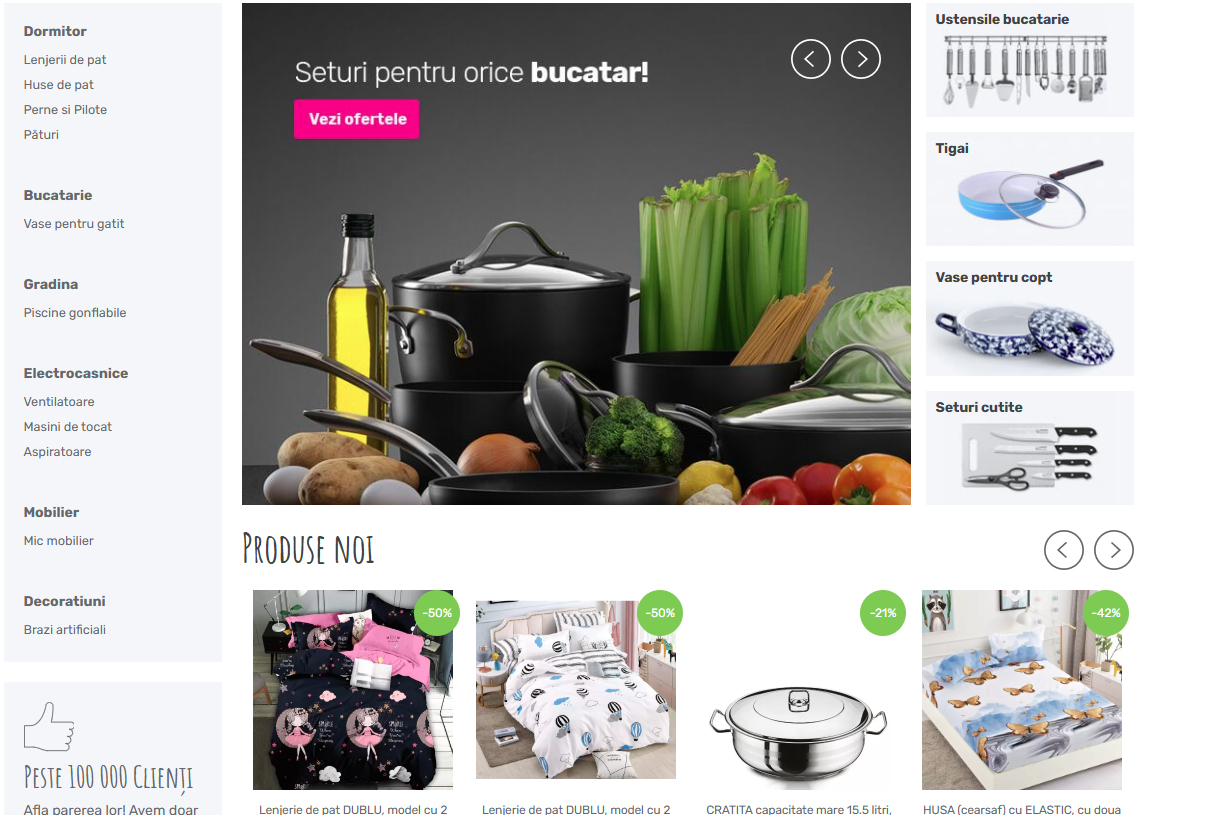 Dormitor
Lenjerii de pat
Huse de pat
Perne si Pilote
Pături
Bucatarie
Vase pentru gatit
Gradina
Piscine gonflabile
Electrocasnice
Ventilatoare
Masini de tocat
Aspiratoare
Mobilier
Mic mobilier
Decoratiuni
Brazi artificiali
Peste 100 000 Clienți
Afla parerea lor! Avem doar
Seturi pentru orice bucatar!
Vezi ofertele
Ustensile bucatarie
Tigai
Vase pentru copt
Seturi cutite
Produse noi
-50%
-50%
-21%
-42%
Lenjerie de pat DUBLU, model cu 2
Lenjerie de pat DUBLU, model cu 2
CRATITA capacitate mare 15.5 litri,
HUSA (cearsaf) cu ELASTIC, cu doua